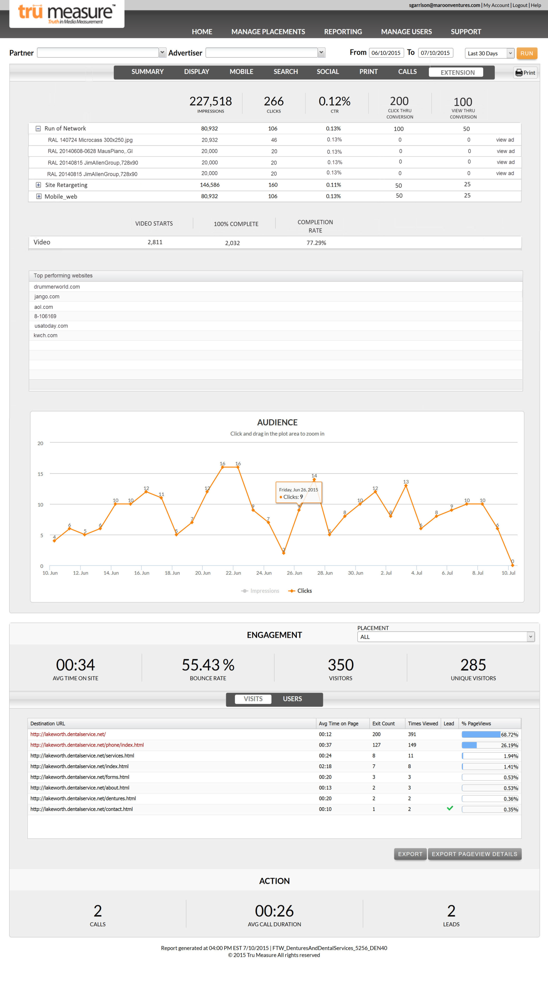 sgarrison@maroonventures.com | My Account | Logout | Help
trü measure™
Truth in Media Measurement
HOME MANAGE PLACEMENTS REPORTING MANAGE USERS SUPPORT
Partner Advertiser From 06/10/2015 To 07/10/2015 Last 30 Days RUN
SUMMARY DISPLAY MOBILE SEARCH SOCIAL PRINT CALLS EXTENSION Print
227,518 266 0.12% 200 100
IMPRESSIONS CLICKS CTR CLICK THRU VIEW THRU
CONVERSION CONVERSION
Run of Network 80,932 106 0.13% 100 50
RAL 140724 Microcass 300x250.jpg 20,932 46 0.13% 0 0 view ad
RAL 20140608-0628 MausPiano,.GI 20,000 20 0.13% 0 0 view ad
RAL 20140815 JimAllenGroup,728x90 20,000 20 0.13% 0 0 view ad
RAL 20140815 JimAllenGroup,728x90 20,000 20 0.13% 0 0 view ad
Site Retargeting 146,586 160 0.11% 50 25
Mobile_web 80,932 106 0.13% 50 25
VIDEO STARTS 100% COMPLETE COMPLETION
RATE
Video 2,811 2,032 77.29%
Top performing websites
drummerworld.com
jango.com
aol.com
8-106169
usatoday.com
kwch.com
AUDIENCE
Click and drag in the plot area to zoom in
20
15
10
5
0
4 6 5 6 10 10 12 11 5 7 12 16 16 9 7 2 9 14 5 8 10 12 8 13 6 8 9 10 10 6 0
Friday, Jun 26, 2015
Clicks: 9
10. Jun 12. Jun 14. Jun 16. Jun 18. Jun 20. Jun 22. Jun 24. Jun 26. Jun 28. Jun 30. Jun 2. Jul 4. Jul 6. Jul 8. Jul 10. Jul
Impressions Clicks
PLACEMENT
ENGAGEMENT ALL
00:34 55.43 % 350 285
AVG TIME ON SITE BOUNCE RATE VISITORS UNIQUE VISITORS
VISITS USERS
Destination URL Avg Time on Page Exit Count Times Viewed Lead % PageViews
http://lakeworth.dentalservice.net/ 00:12 200 391 68.72%
http://lakeworth.dentalservice.net/phone/index.html 00:37 127 149 26.19%
http://lakeworth.dentalservice.net/services.html 00:24 8 11 1.94%
http://lakeworth.dentalservice.net/index.html 02:18 7 8 1.41%
http://lakeworth.dentalservice.net/forms.html 00:20 3 3 0.53%
http://lakeworth.dentalservice.net/about.html 00:13 2 3 0.53%
http://lakeworth.dentalservice.net/dentures.html 00:20 2 2 0.36%
http://lakeworth.dentalservice.net/contact.html 00:10 1 2 0.35%
EXPORT EXPORT PAGEVIEW DETAILS
ACTION
2 00:26 2
CALLS AVG CALL DURATION LEADS
Report generated at 04:00 PM EST 7/10/2015 | FTW_DenturesAndDentalServices_5256_DEN40
© 2015 Tru Measure All rights reserved